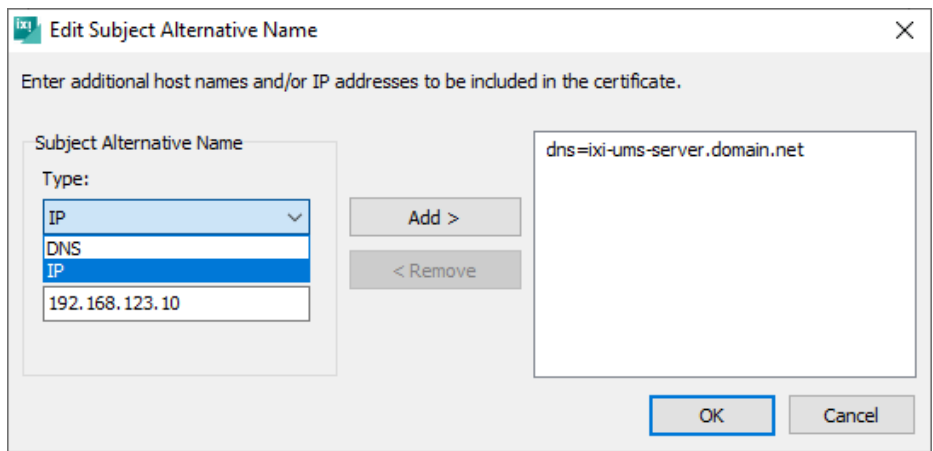 ixi
Edit Subject Alternative Name
Enter additional host names and/or IP addresses to be included in the certificate.
Subject Alternative Name
Type:
IP
DNS
IP
192.168.123.10
Add >
< Remove
dns=ixi-ums-server.domain.net
OK
Cancel